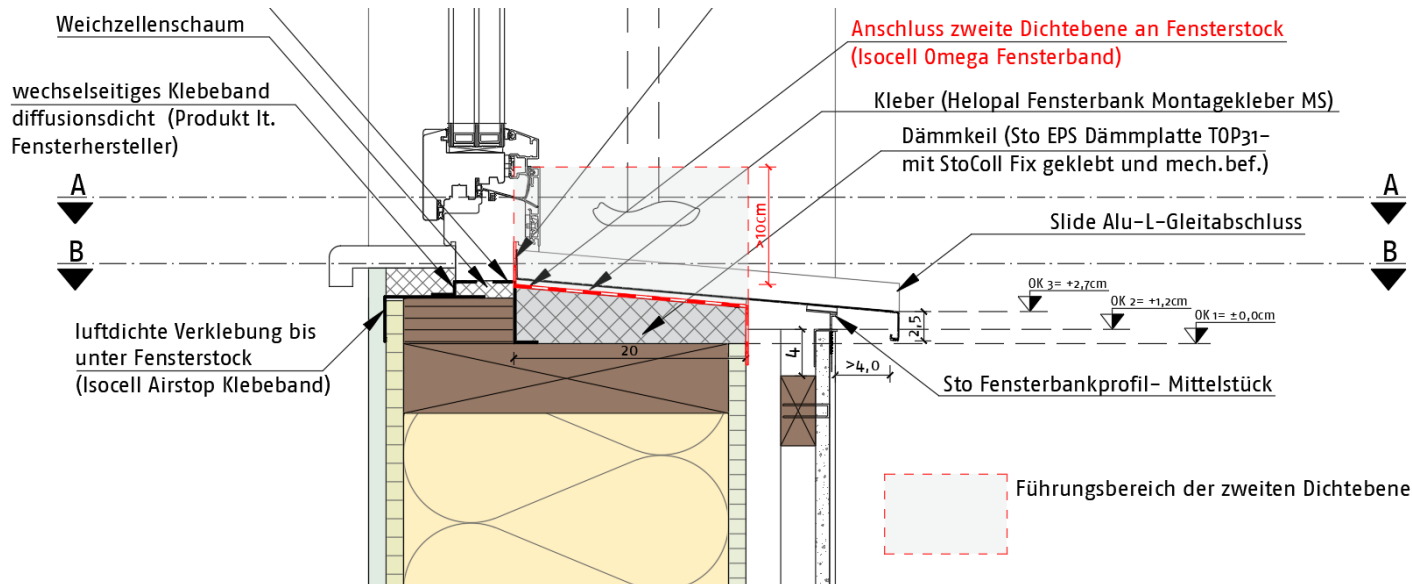 Weichzellenschaum
wechselseitiges Klebeband
diffusionsdicht (Produkt lt.
Fensterhersteller)
A
B
luftdichte Verklebung bis
unter Fensterstock
(Isocell Airstop Klebeband)
Anschluss zweite Dichtebene an Fensterstock
(Isocell Omega Fensterband)
Kleber (Helopal Fensterbank Montagekleber MS)
Dämmkeil (Sto EPS Dämmplatte TOP31-
mit StoColl Fix geklebt und mech.bef.)
A
Slide Alu-L-Gleitabschluss
B
>10cm
OK 3= +2,7cm
OK 2= +1,2cm
OK 1= ±0,0cm
2,5
20
4
>4,0
Sto Fensterbankprofil- Mittelstück
Führungsbereich der zweiten Dichtebene